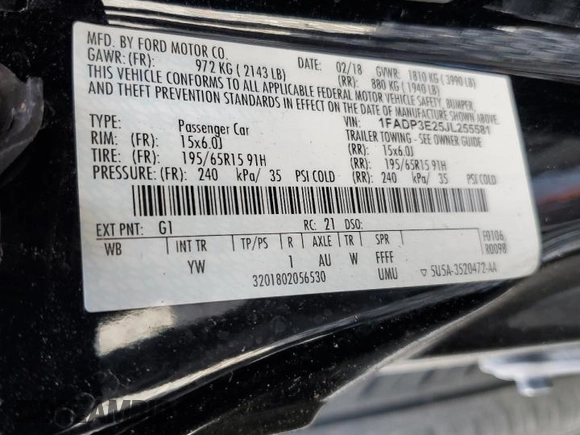 MFG. BY FORD MOTOR CO. DATE: 02/18 GVWR: 1810 KG ( 3990 LB)
GAWR: (FR): 972 KG ( 2143 LB) (RR): 880 KG ( 1940 LB)
THIS VEHICLE CONFORMS TO ALL APPLICABLE FEDERAL MOTOR VEHICLE SAFETY, BUMPER,
AND THEFT PREVENTION STANDARDS IN EFFECT ON THE DATE OF MANUFACTURE SHOWN ABOVE.
VIN: 1FADP3E25JL255581
TYPE: Passenger Car TRAILER TOWING - SEE OWNER GUIDE
RIM: (FR): 15x6.0J (RR): 15x6.0J
TIRE: (FR): 195/65R15 91H (RR): 195/65R15 91H
PRESSURE: (FR): 240 kPa/ 35 PSI COLD (RR): 240 kPa/ 35 PSI COLD
EXT PNT: G1 RC: 21 DSO: F0106
WB INT TR TP/PS R AXLE TR SPR R0098
YW 1 AU W FFFF
3201802056530 UMU ▽ 5U5A-3520472-AA